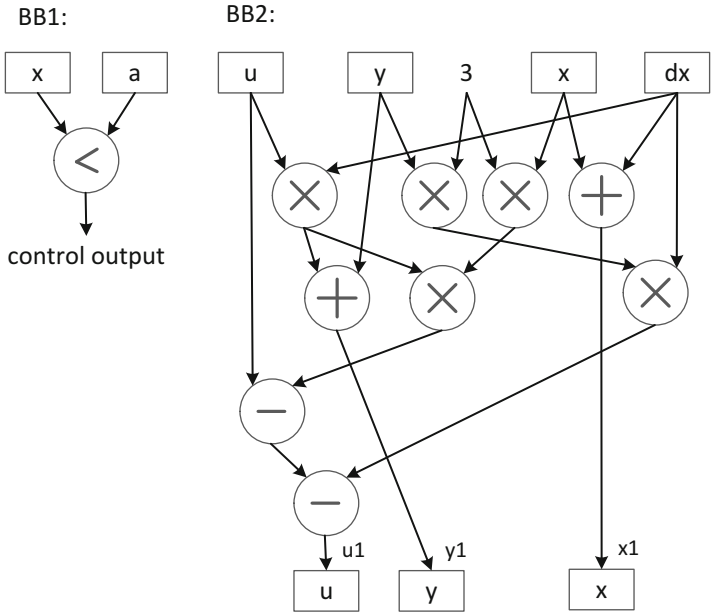 BB1: BB2:
x a u y 3 x dx
<
× × × +
control output
+ × ×
−
−
u1 y1 x1
u y x